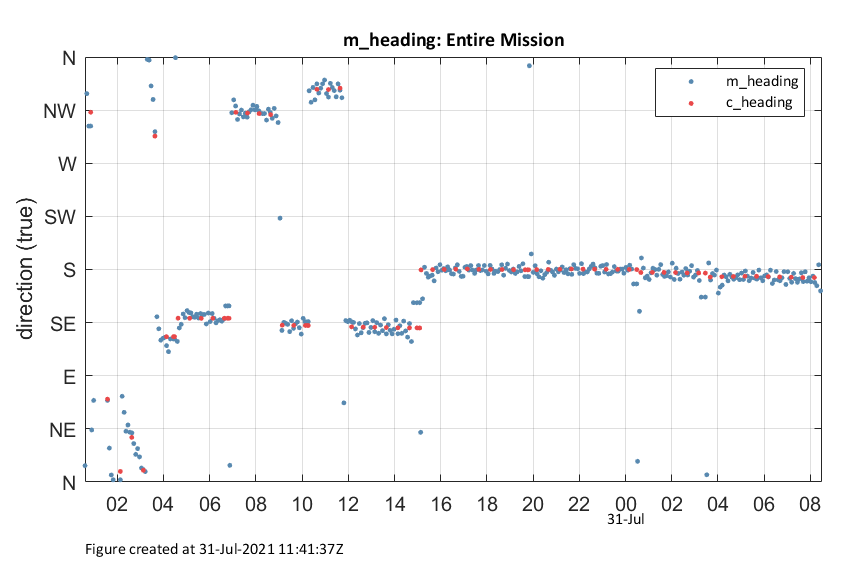 m_heading: Entire Mission
m_heading
c_heading
direction (true)
N
NW
W
SW
S
SE
E
NE
N
02 04 06 08 10 12 14 16 18 20 22 00 02 04 06 08
31-Jul
Figure created at 31-Jul-2021 11:41:37Z